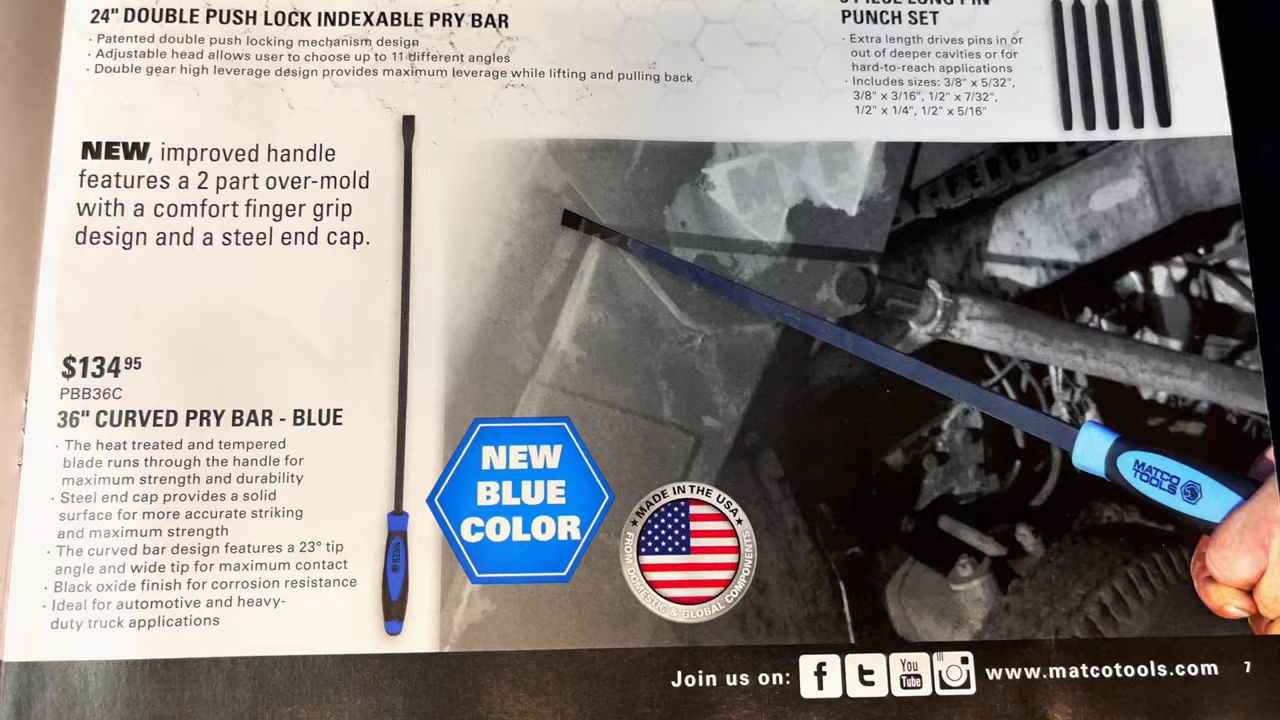 24" DOUBLE PUSH LOCK INDEXABLE PRY BAR
· Patented double push locking mechanism design
· Adjustable head allows user to choose up to 11 different angles
· Double gear high leverage design provides maximum leverage while lifting and pulling back
PUNCH SET
· Extra length drives pins in or
out of deeper cavities or for
hard-to-reach applications
· Includes sizes: 3/8" x 5/32",
3/8" x 3/16", 1/2" x 7/32",
1/2" x 1/4", 1/2" x 5/16"
NEW, improved handle
features a 2 part over-mold
with a comfort finger grip
design and a steel end cap.
$134.95
PBB36C
36" CURVED PRY BAR - BLUE
· The heat treated and tempered
blade runs through the handle for
maximum strength and durability
· Steel end cap provides a solid
surface for more accurate striking
and maximum strength
· The curved bar design features a 23° tip
angle and wide tip for maximum contact
· Black oxide finish for corrosion resistance
· Ideal for automotive and heavy-
duty truck applications
NEW
BLUE
COLOR
MADE IN THE USA
FROM DOMESTIC & GLOBAL COMPONENTS
MATCO
TOOLS
Join us on:
You
Tube
www.matcotools.com
7